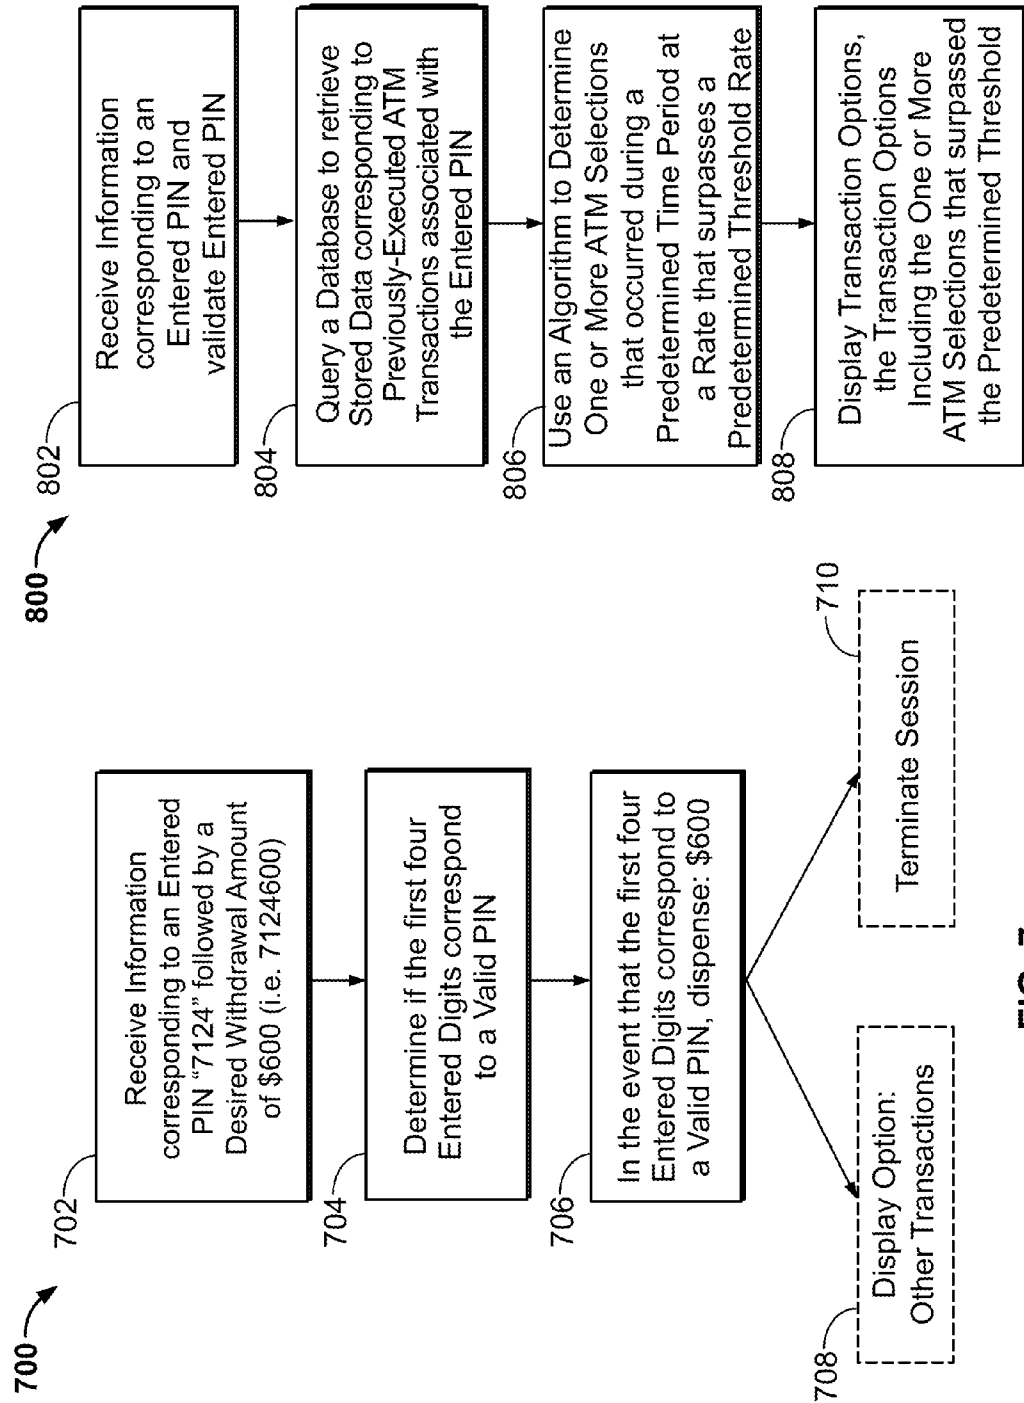 700
702
Receive Information
corresponding to an Entered
PIN “7124” followed by a
Desired Withdrawal Amount
of $600 (i.e. 7124600)
704
Determine if the first four
Entered Digits correspond
to a Valid PIN
706
In the event that the first four
Entered Digits correspond to
a Valid PIN, dispense: $600
708
Display Option:
Other Transactions
710
Terminate Session
800
802
Receive Information
corresponding to an
Entered PIN and
validate Entered PIN
804
Query a Database to retrieve
Stored Data corresponding to
Previously-Executed ATM
Transactions associated with
the Entered PIN
806
Use an Algorithm to Determine
One or More ATM Selections
that occurred during a
Predetermined Time Period at
a Rate that surpasses a
Predetermined Threshold Rate
808
Display Transaction Options,
the Transaction Options
Including the One or More
ATM Selections that surpassed
the Predetermined Threshold